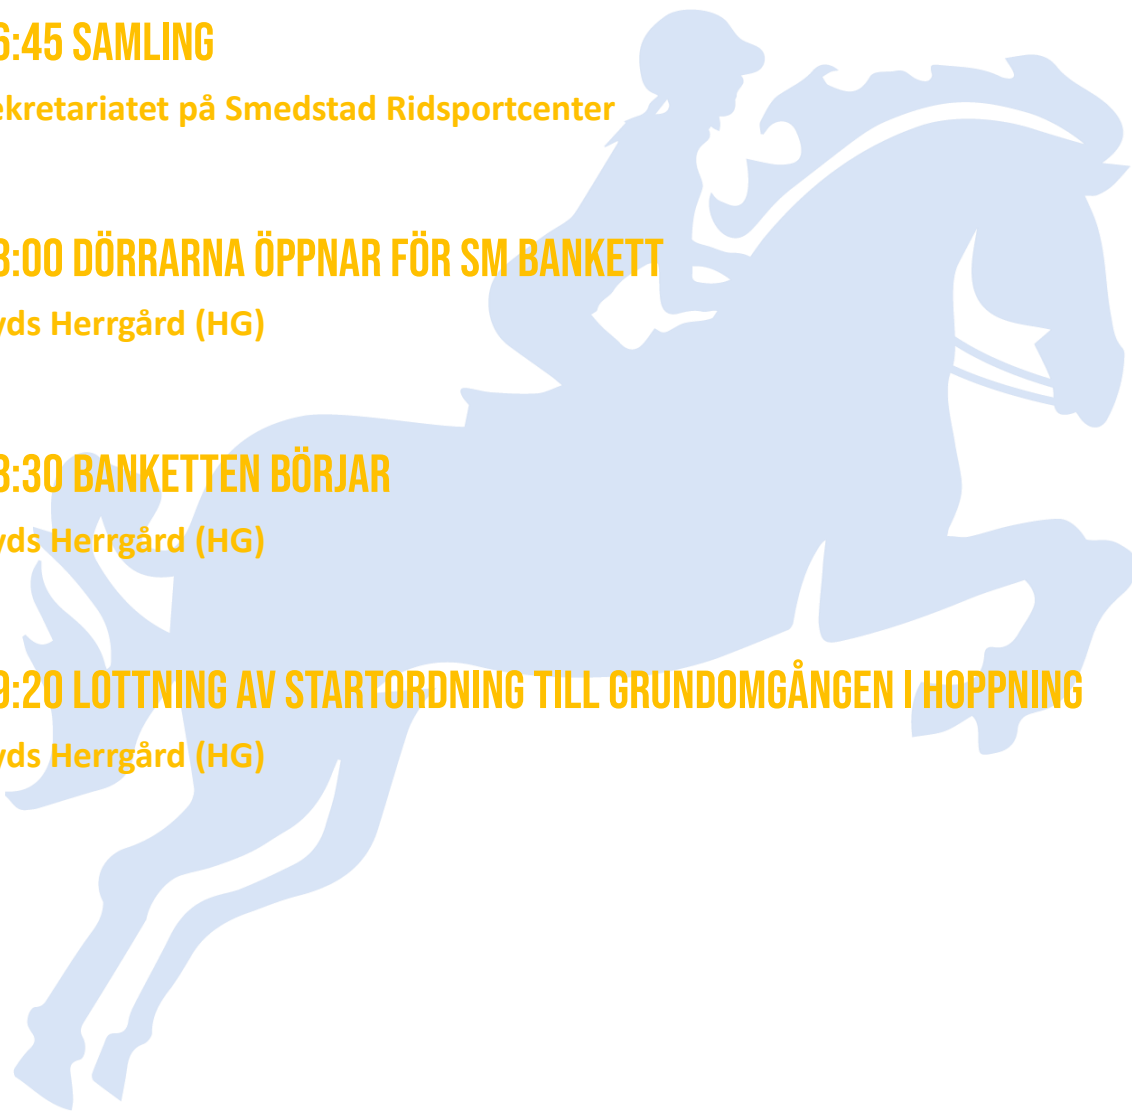 6:45 SAMLING
ekretariatet på Smedstad Ridsportcenter
8:00 DÖRRARNA ÖPPNAR FÖR SM BANKETT
yds Herrgård (HG)
8:30 BANKETTEN BÖRJAR
yds Herrgård (HG)
9:20 LOTTNING AV STARTORDNING TILL GRUNDOMGÅNGEN I HOPPNING
yds Herrgård (HG)